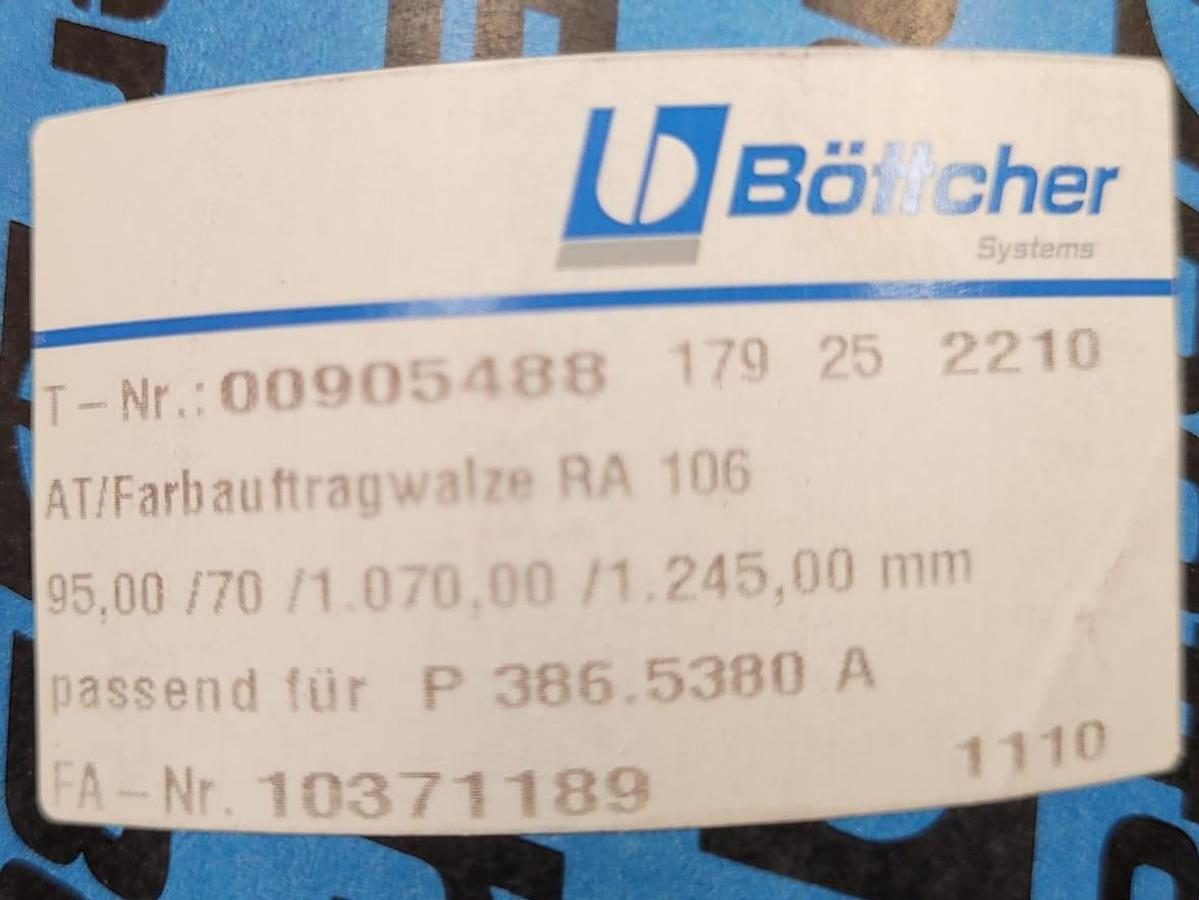 Böttcher
Systems
T-Nr.: 00905488 179 25 2210
AT/Farbauftragwalze RA 106
95,00 /70 /1.070,00 /1.245,00 mm
passend für P 386.5380 A
FA-Nr. 10371189 1110